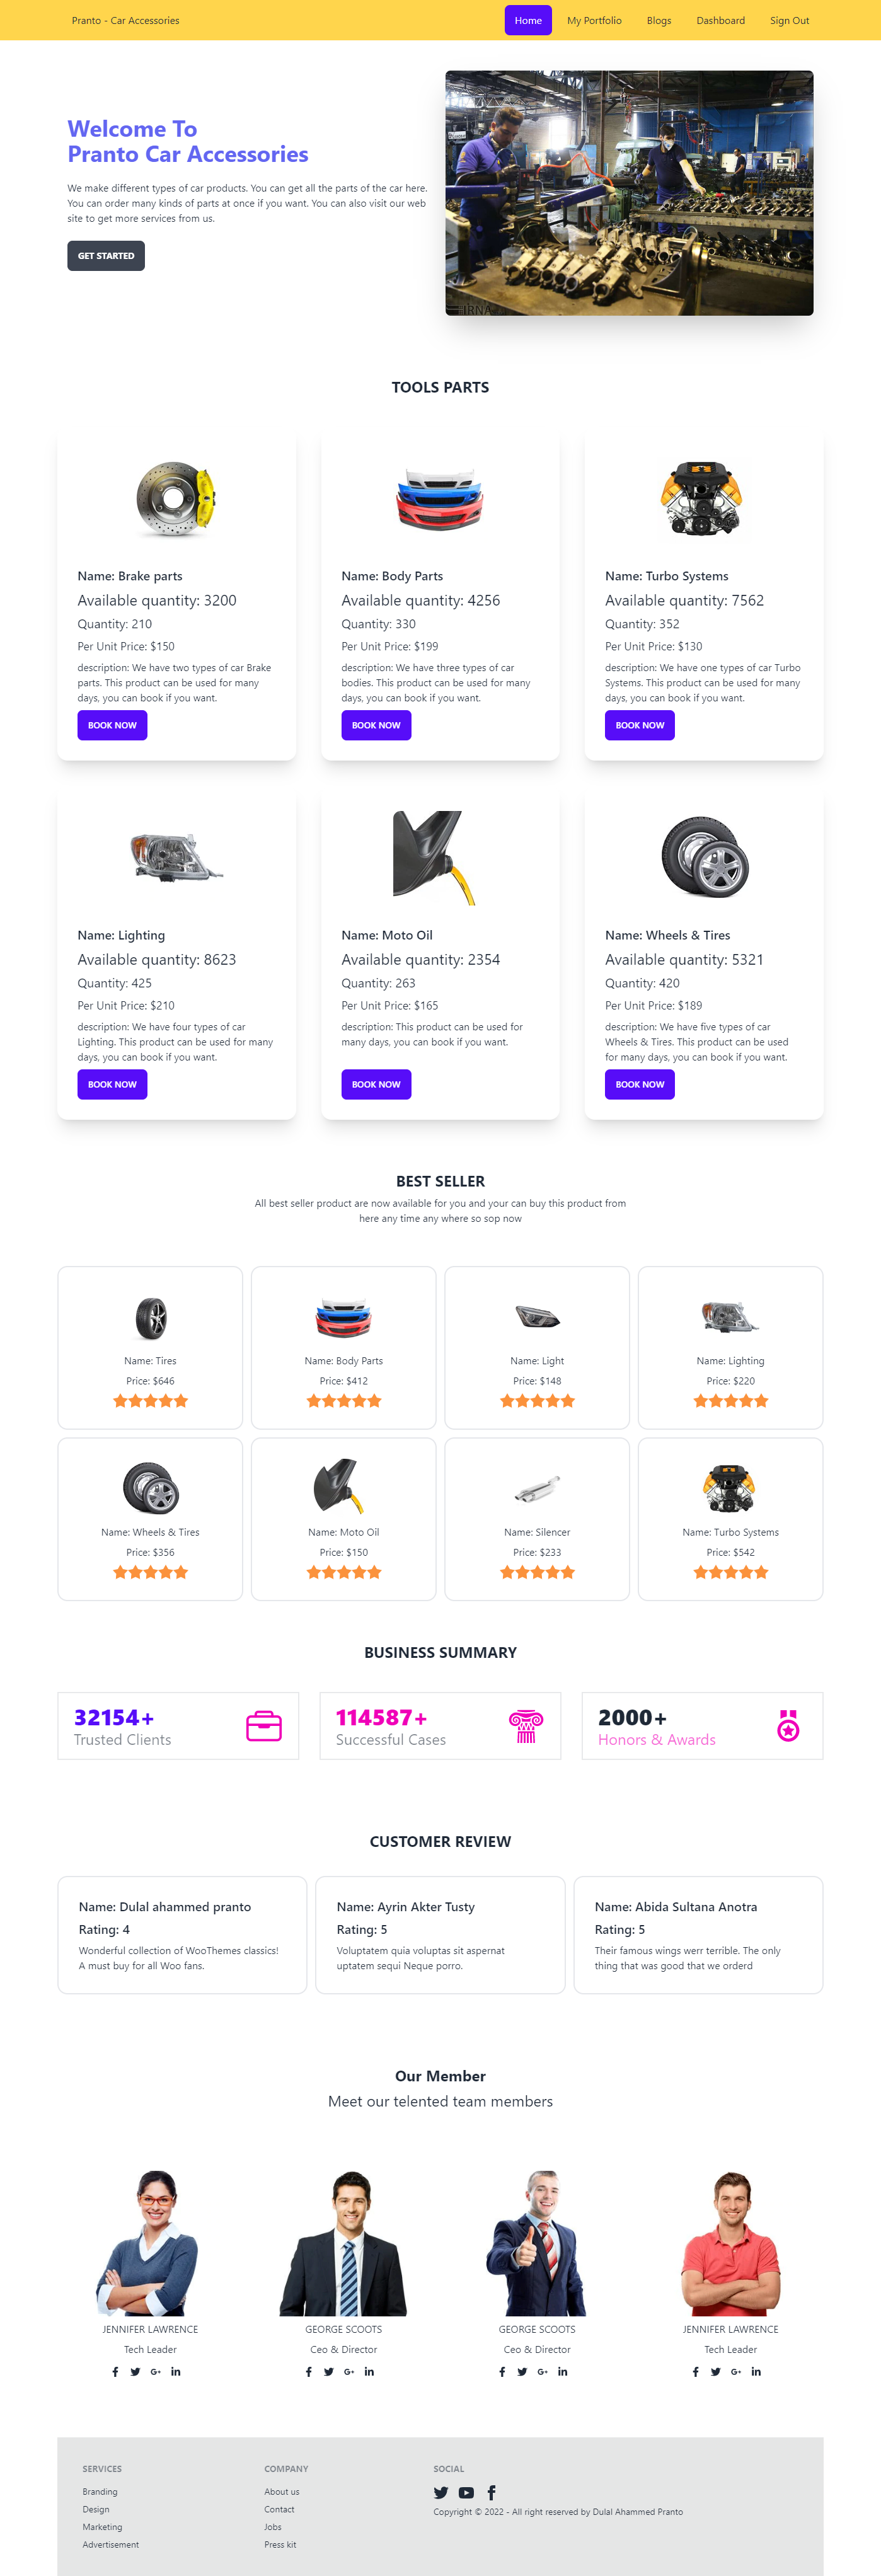 Pranto - Car Accessories
Home
My Portfolio
Blogs
Dashboard
Sign Out
Welcome To
Pranto Car Accessories
We make different types of car products. You can get all the parts of the car here.
You can order many kinds of parts at once if you want. You can also visit our web
site to get more services from us.
GET STARTED
IRNA
TOOLS PARTS
Name: Brake parts
Available quantity: 3200
Quantity: 210
Per Unit Price: $150
description: We have two types of car Brake
parts. This product can be used for many
days, you can book if you want.
BOOK NOW
Name: Body Parts
Available quantity: 4256
Quantity: 330
Per Unit Price: $199
description: We have three types of car
bodies. This product can be used for many
days, you can book if you want.
BOOK NOW
Name: Turbo Systems
Available quantity: 7562
Quantity: 352
Per Unit Price: $130
description: We have one types of car Turbo
Systems. This product can be used for many
days, you can book if you want.
BOOK NOW
Name: Lighting
Available quantity: 8623
Quantity: 425
Per Unit Price: $210
description: We have four types of car
Lighting. This product can be used for many
days, you can book if you want.
BOOK NOW
Name: Moto Oil
Available quantity: 2354
Quantity: 263
Per Unit Price: $165
description: This product can be used for
many days, you can book if you want.
BOOK NOW
Name: Wheels & Tires
Available quantity: 5321
Quantity: 420
Per Unit Price: $189
description: We have five types of car
Wheels & Tires. This product can be used
for many days, you can book if you want.
BOOK NOW
BEST SELLER
All best seller product are now available for you and your can buy this product from
here any time any where so sop now
Name: Tires
Price: $646
Name: Body Parts
Price: $412
Name: Light
Price: $148
Name: Lighting
Price: $220
Name: Wheels & Tires
Price: $356
Name: Moto Oil
Price: $150
Name: Silencer
Price: $233
Name: Turbo Systems
Price: $542
BUSINESS SUMMARY
32154+
Trusted Clients
114587+
Successful Cases
2000+
Honors & Awards
CUSTOMER REVIEW
Name: Dulal ahammed pranto
Rating: 4
Wonderful collection of WooThemes classics!
A must buy for all Woo fans.
Name: Ayrin Akter Tusty
Rating: 5
Voluptatem quia voluptas sit aspernat
uptatem sequi Neque porro.
Name: Abida Sultana Anotra
Rating: 5
Their famous wings werr terrible. The only
thing that was good that we orderd
Our Member
Meet our telented team members
JENNIFER LAWRENCE
Tech Leader
GEORGE SCOOTS
Ceo & Director
GEORGE SCOOTS
Ceo & Director
JENNIFER LAWRENCE
Tech Leader
SERVICES
Branding
Design
Marketing
Advertisement
COMPANY
About us
Contact
Jobs
Press kit
SOCIAL
Copyright © 2022 - All right reserved by Dulal Ahammed Pranto